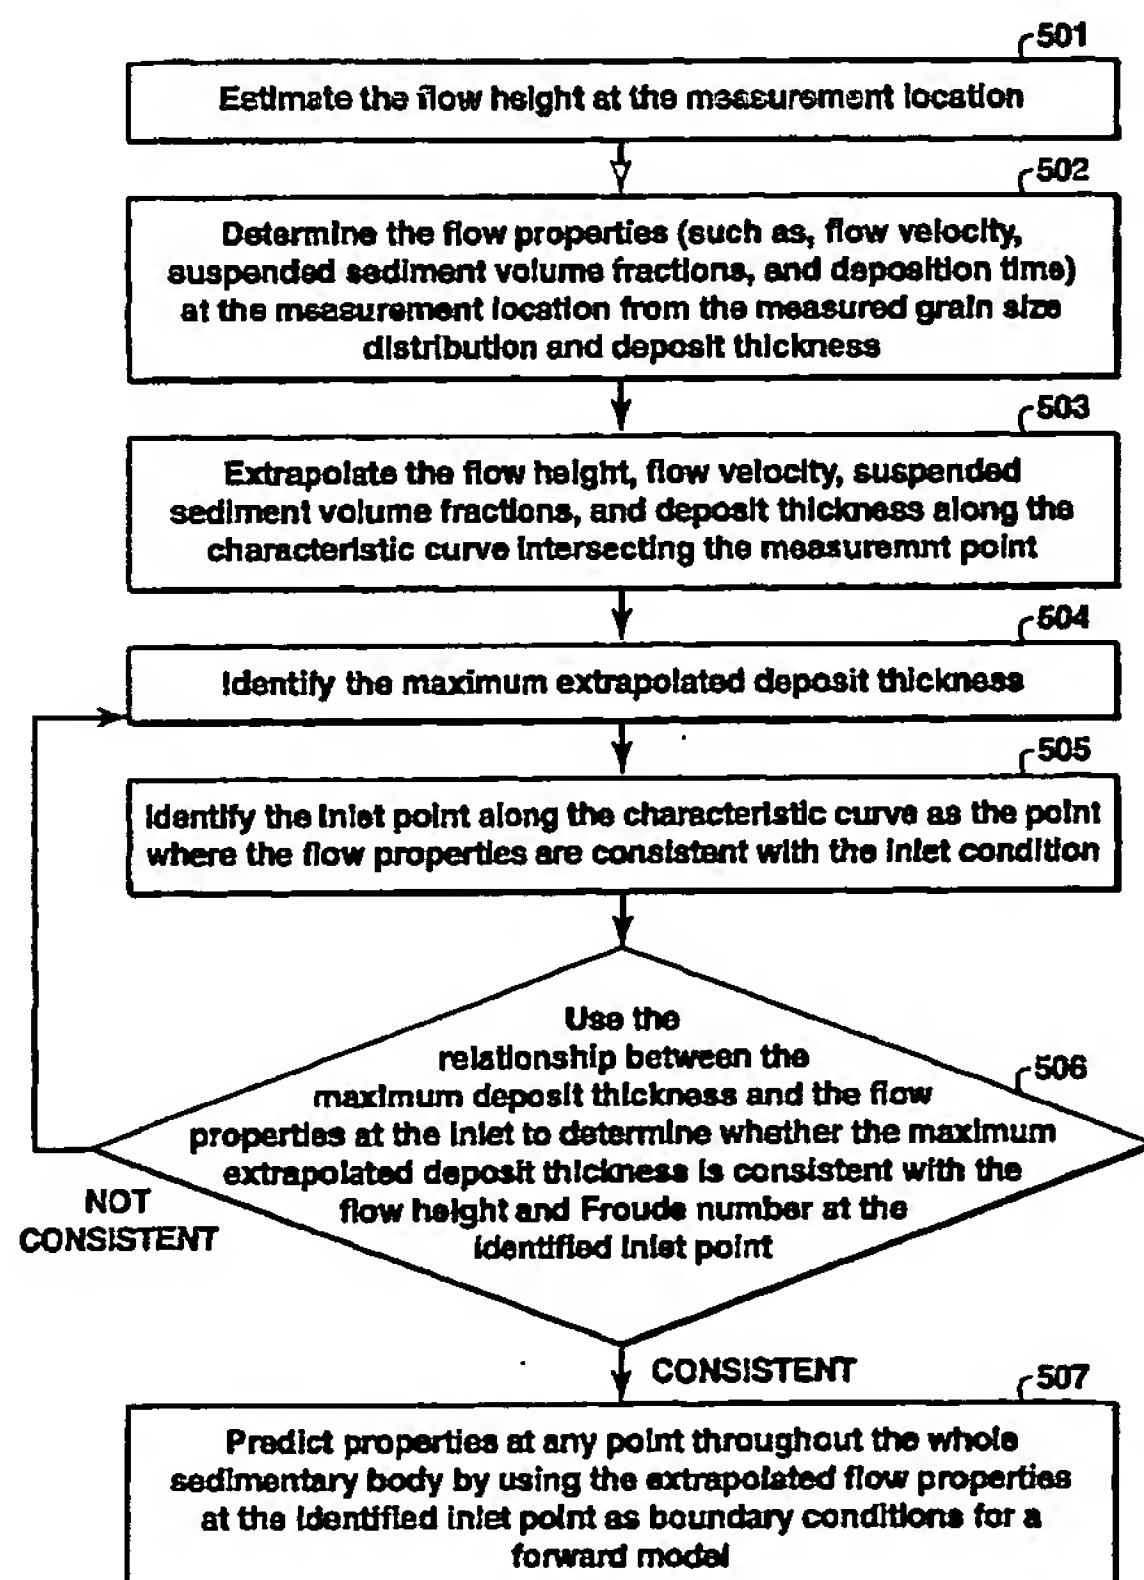 501
Estimate the flow height at the measurement location
502
Determine the flow properties (such as, flow velocity,
suspended sediment volume fractions, and deposition time)
at the measurement location from the measured grain size
distribution and deposit thickness
503
Extrapolate the flow height, flow velocity, suspended
sediment volume fractions, and deposit thickness along the
characteristic curve intersecting the measuremnt point
504
Identify the maximum extrapolated deposit thickness
505
Identify the inlet point along the characteristic curve as the point
where the flow properties are consistent with the inlet condition
Use the
relationship between the
506
maximum deposit thickness and the flow
properties at the inlet to determine whether the maximum
extrapolated deposit thickness is consistent with the
flow height and Froude number at the
identified inlet point
NOT
CONSISTENT
CONSISTENT
507
Predict properties at any point throughout the whole
sedimentary body by using the extrapolated flow properties
at the identified inlet point as boundary conditions for a
forward model